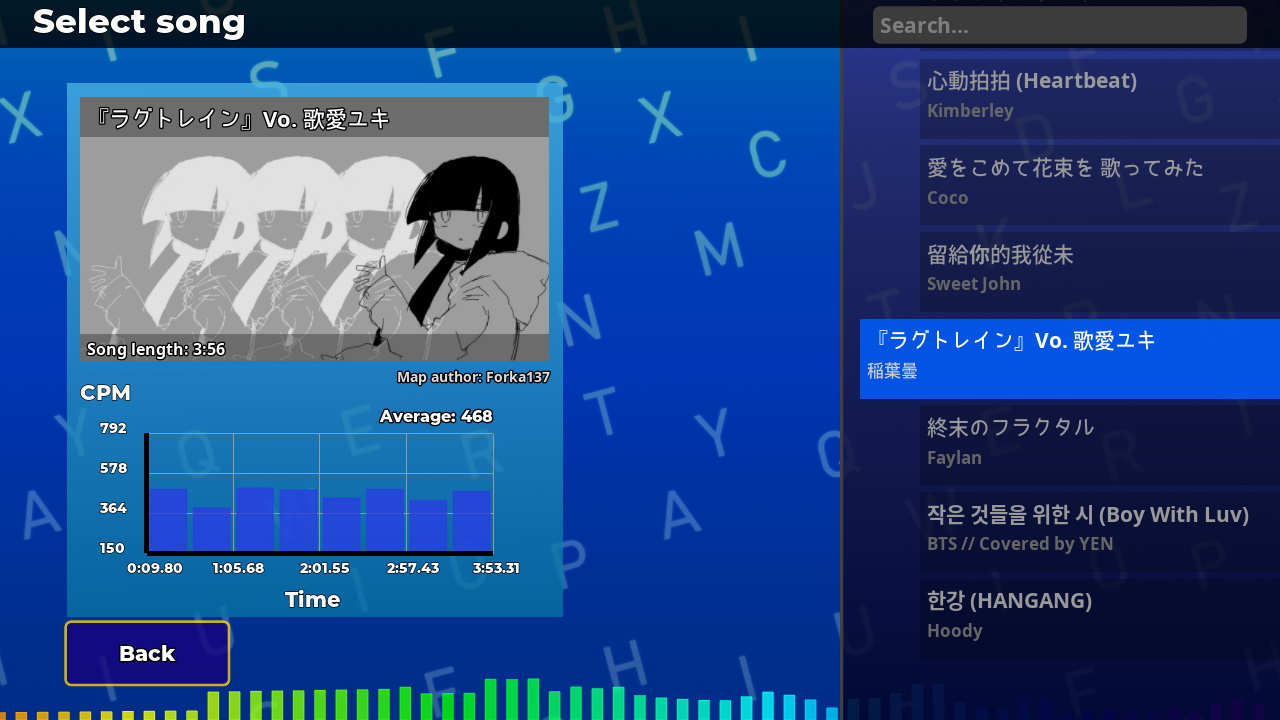 Select song
Search...
『ラグトレイン』Vo. 歌愛ユキ
Song length: 3:56
Map author: Forka137
CPM
Average: 468
792
578
364
150
0:09.80
1:05.68
2:01.55
2:57.43
3:53.31
Time
Back
心動拍拍 (Heartbeat)
Kimberley
愛をこめて花束を 歌ってみた
Coco
留給你的我從未
Sweet John
『ラグトレイン』Vo. 歌愛ユキ
稲葉曇
終末のフラクタル
Faylan
작은 것들을 위한 시 (Boy With Luv)
BTS // Covered by YEN
한강 (HANGANG)
Hoody